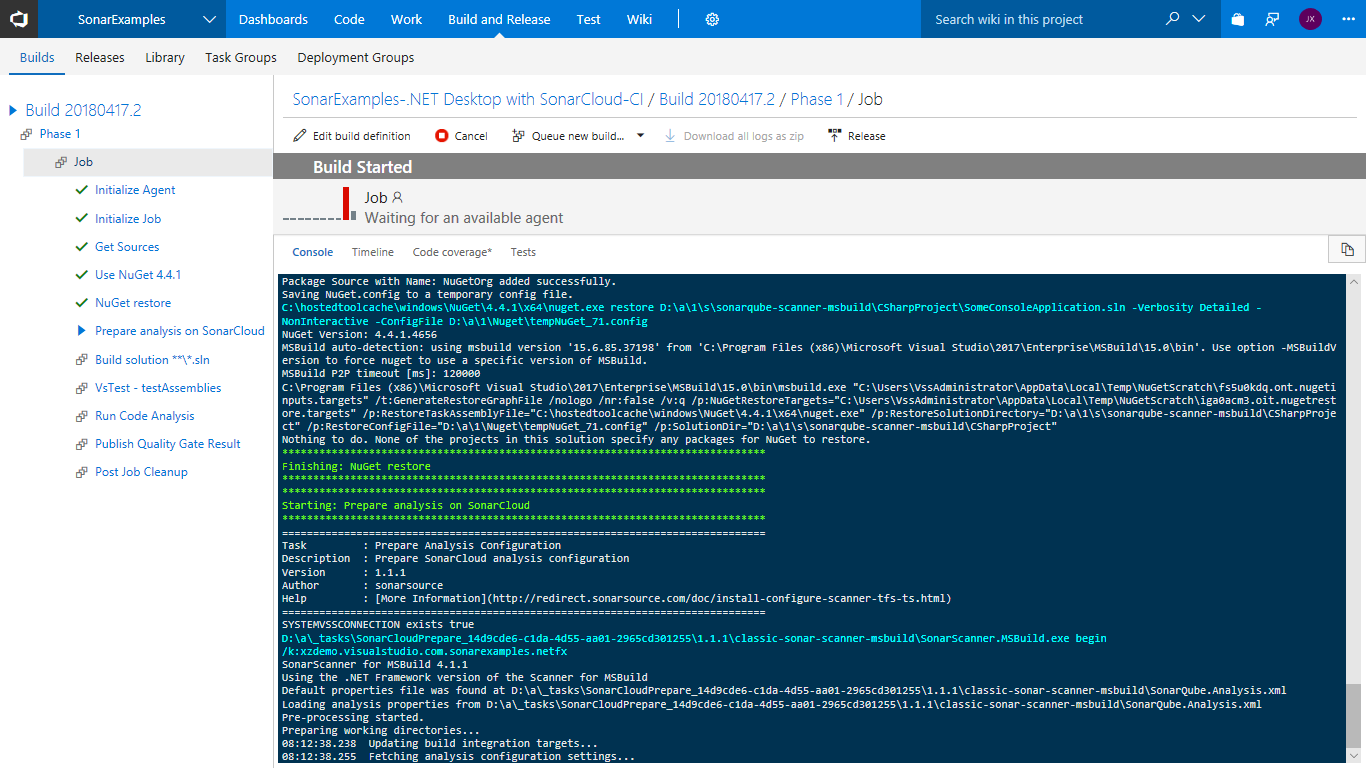 SonarExamples Dashboards Code Work Build and Release Test Wiki Search wiki in this project JX
Builds Releases Library Task Groups Deployment Groups
Build 20180417.2
Phase 1
Job
Initialize Agent
Initialize Job
Get Sources
Use NuGet 4.4.1
NuGet restore
Prepare analysis on SonarCloud
Build solution **\*.sln
VsTest - testAssemblies
Run Code Analysis
Publish Quality Gate Result
Post Job Cleanup
SonarExamples-.NET Desktop with SonarCloud-CI / Build 20180417.2 / Phase 1 / Job
Edit build definition Cancel Queue new build... Download all logs as zip Release
Build Started
Job
Waiting for an available agent
Console Timeline Code coverage* Tests
Package Source with Name: NuGetOrg added successfully.
Saving NuGet.config to a temporary config file.
C:\hostedtoolcache\windows\NuGet\4.4.1\x64\nuget.exe restore D:\a\1\s\sonarqube-scanner-msbuild\CSharpProject\SomeConsoleApplication.sln -Verbosity Detailed -
NonInteractive -ConfigFile D:\a\1\Nuget\tempNuGet_71.config
NuGet Version: 4.4.1.4656
MSBuild auto-detection: using msbuild version '15.6.85.37198' from 'C:\Program Files (x86)\Microsoft Visual Studio\2017\Enterprise\MSBuild\15.0\bin'. Use option -MSBuildV
ersion to force nuget to use a specific version of MSBuild.
MSBuild P2P timeout [ms]: 120000
C:\Program Files (x86)\Microsoft Visual Studio\2017\Enterprise\MSBuild\15.0\bin\msbuild.exe "C:\Users\VssAdministrator\AppData\Local\Temp\NuGetScratch\fs5u0kdq.ont.nugeti
nputs.targets" /t:GenerateRestoreGraphFile /nologo /nr:false /v:q /p:NuGetRestoreTargets="C:\Users\VssAdministrator\AppData\Local\Temp\NuGetScratch\iga0acm3.oit.nugetrest
ore.targets" /p:RestoreTaskAssemblyFile="C:\hostedtoolcache\windows\NuGet\4.4.1\x64\nuget.exe" /p:RestoreSolutionDirectory="D:\a\1\s\sonarqube-scanner-msbuild\CSharpProje
ct" /p:RestoreConfigFile="D:\a\1\Nuget\tempNuGet_71.config" /p:SolutionDir="D:\a\1\s\sonarqube-scanner-msbuild\CSharpProject"
Nothing to do. None of the projects in this solution specify any packages for NuGet to restore.
******************************************************************************
Finishing: NuGet restore
******************************************************************************
******************************************************************************
Starting: Prepare analysis on SonarCloud
******************************************************************************
==============================================================================
Task : Prepare Analysis Configuration
Description : Prepare SonarCloud analysis configuration
Version : 1.1.1
Author : sonarsource
Help : [More Information](http://redirect.sonarsource.com/doc/install-configure-scanner-tfs-ts.html)
==============================================================================
SYSTEMVSSCONNECTION exists true
D:\a\_tasks\SonarCloudPrepare_14d9cde6-c1da-4d55-aa01-2965cd301255\1.1.1\classic-sonar-scanner-msbuild\SonarScanner.MSBuild.exe begin
/k:xzdemo.visualstudio.com.sonarexamples.netfx
SonarScanner for MSBuild 4.1.1
Using the .NET Framework version of the Scanner for MSBuild
Default properties file was found at D:\a\_tasks\SonarCloudPrepare_14d9cde6-c1da-4d55-aa01-2965cd301255\1.1.1\classic-sonar-scanner-msbuild\SonarQube.Analysis.xml
Loading analysis properties from D:\a\_tasks\SonarCloudPrepare_14d9cde6-c1da-4d55-aa01-2965cd301255\1.1.1\classic-sonar-scanner-msbuild\SonarQube.Analysis.xml
Pre-processing started.
Preparing working directories...
08:12:38.238 Updating build integration targets...
08:12:38.255 Fetching analysis configuration settings...